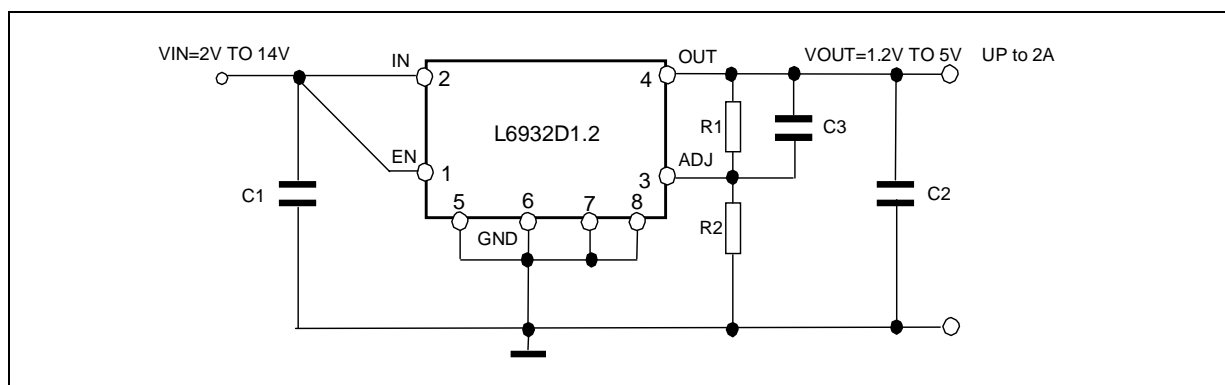 VIN=2V TO 14V
IN
2
OUT
4
VOUT=1.2V TO 5V
UP to 2A
L6932D1.2
R1
C3
EN
1
ADJ
3
C1
5
6
7
8
GND
R2
C2